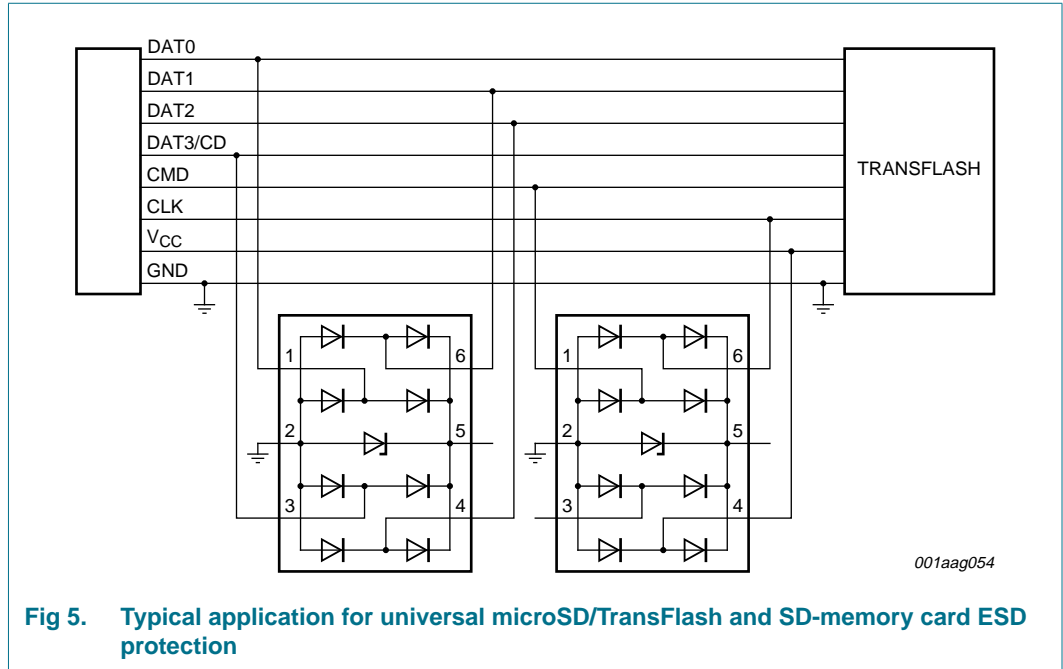 DAT0
DAT1
DAT2
DAT3/CD
CMD
CLK
VCC
GND
TRANSFLASH
1
6
2
5
3
4
1
6
2
5
3
4
001aag054
Fig 5. Typical application for universal microSD/TransFlash and SD-memory card ESD
protection